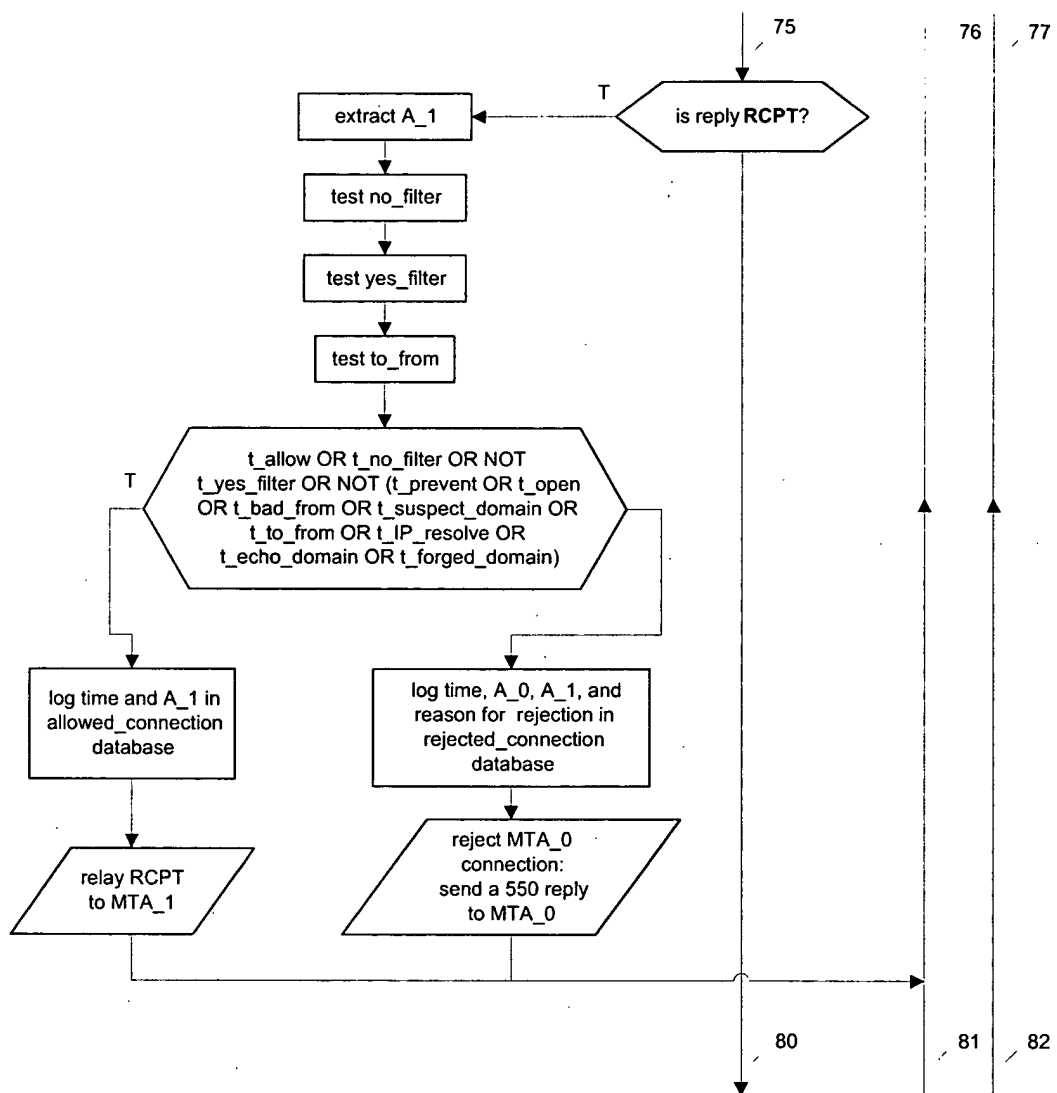 75
76
77
T
is reply RCPT?
extract A_1
test no_filter
test yes_filter
test to_from
T
t_allow OR t_no_filter OR NOT
t_yes_filter OR NOT (t_prevent OR t_open
OR t_bad_from OR t_suspect_domain OR
t_to_from OR t_IP_resolve OR
t_echo_domain OR t_forged_domain)
log time and A_1 in
allowed_connection
database
log time, A_0, A_1, and
reason for rejection in
rejected_connection
database
relay RCPT
to MTA_1
reject MTA_0
connection:
send a 550 reply
to MTA_0
80
81
82